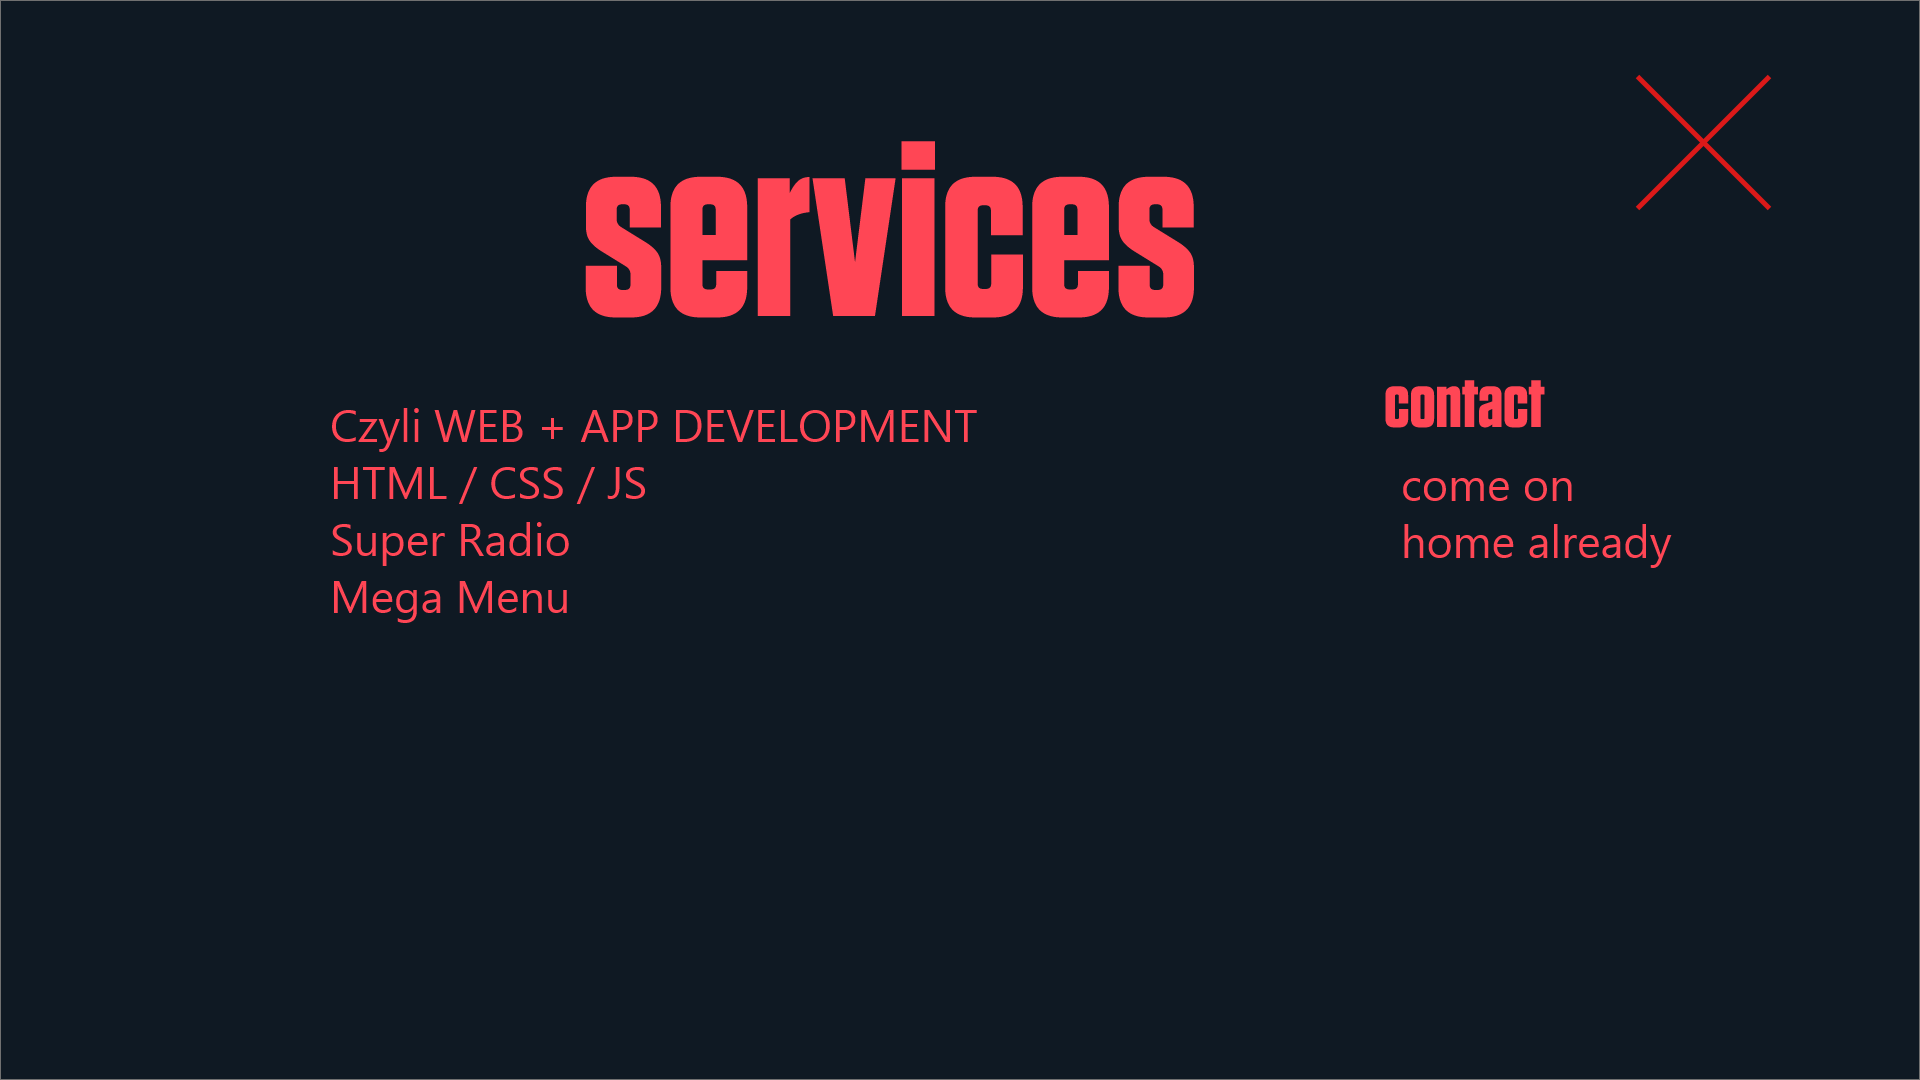 services
Czyli WEB + APP DEVELOPMENT
HTML / CSS / JS
Super Radio
Mega Menu
contact
come on
home already